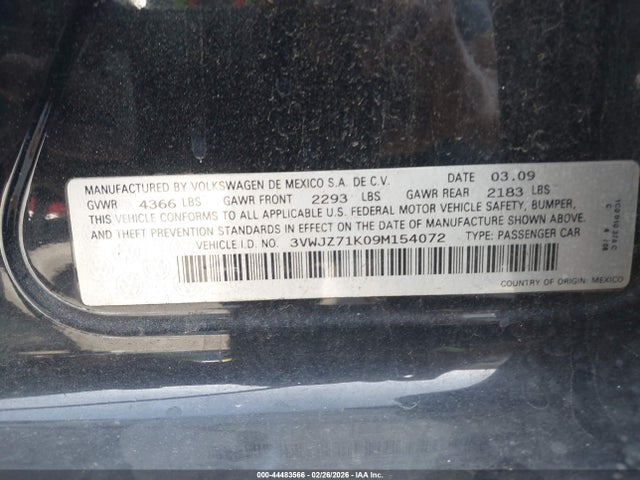 MANUFACTURED BY VOLKSWAGEN DE MEXICO S.A. DE C.V. DATE 03.09
GVWR 4366 LBS GAWR FRONT 2293 LBS GAWR REAR 2183 LBS
THIS VEHICLE CONFORMS TO ALL APPLICABLE U.S. FEDERAL MOTOR VEHICLE SAFETY, BUMPER,
AND THEFT PREVENTION STANDARDS IN EFFECT ON THE DATE OF MANUFACTURE SHOWN ABOVE.
VEHICLE I.D. NO. 3VWJZ71K09M154072 TYPE: PASSENGER CAR
COUNTRY OF ORIGIN: MEXICO
000-44483566 - 02/26/2026 - IAA Inc.